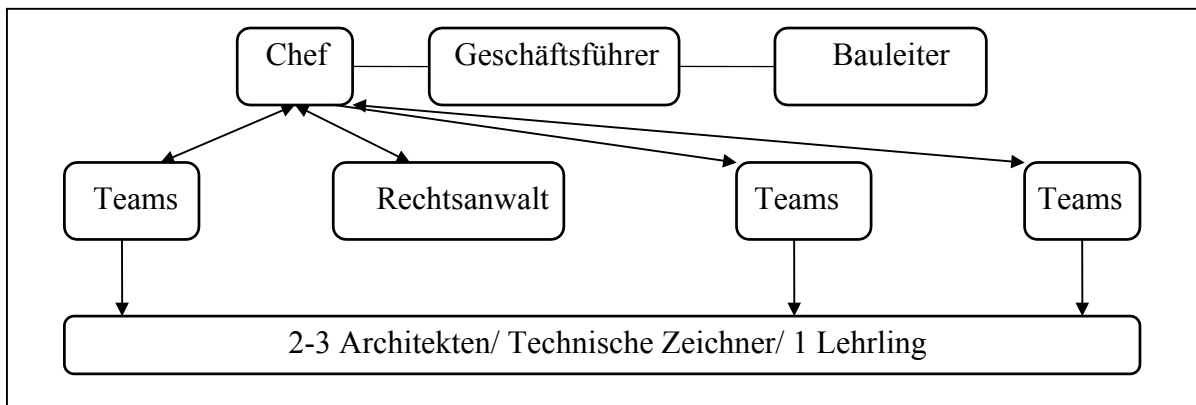 Chef
Geschäftsführer
Bauleiter
Teams
Rechtsanwalt
Teams
Teams
2-3 Architekten/ Technische Zeichner/ 1 Lehrling